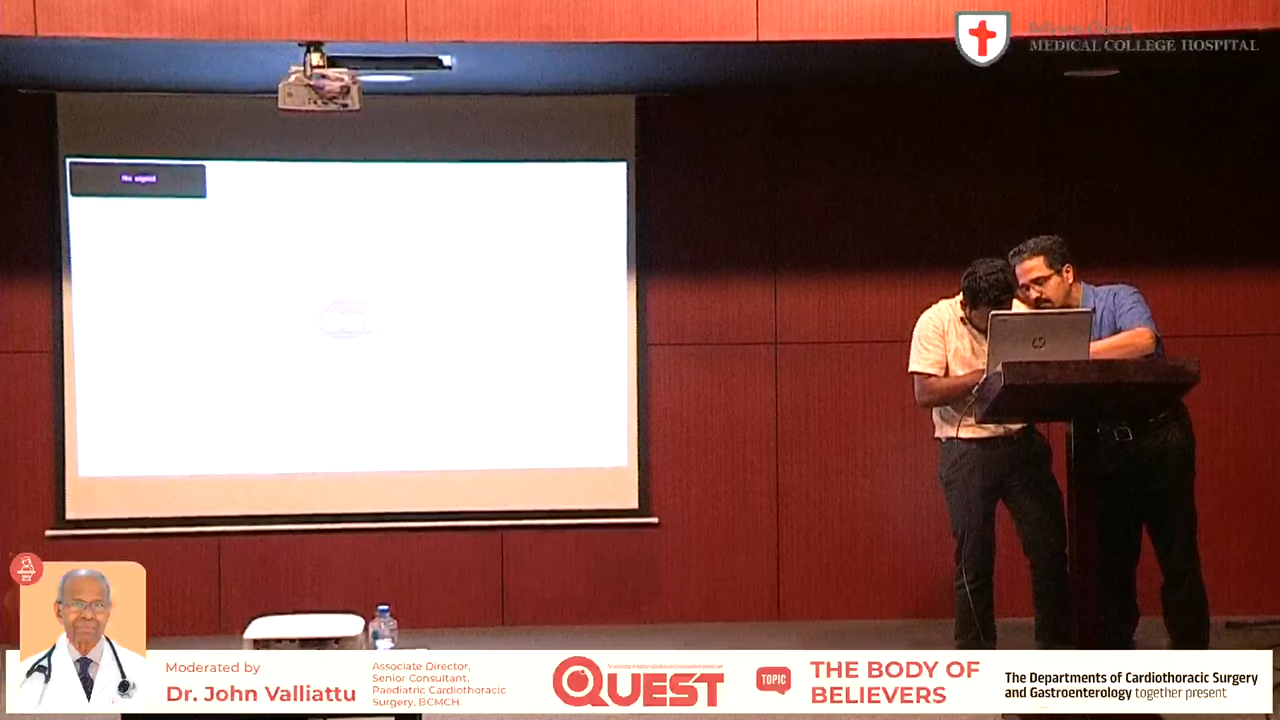 MEDICAL COLLEGE HOSPITAL
No signal
hp
Moderated by
Dr. John Valliattu
Associate Director,
Senior Consultant,
Paediatric Cardiothoracic
Surgery, BCMCH.
QUEST
TOPIC
THE BODY OF
BELIEVERS
The Departments of Cardiothoracic Surgery
and Gastroenterology together present